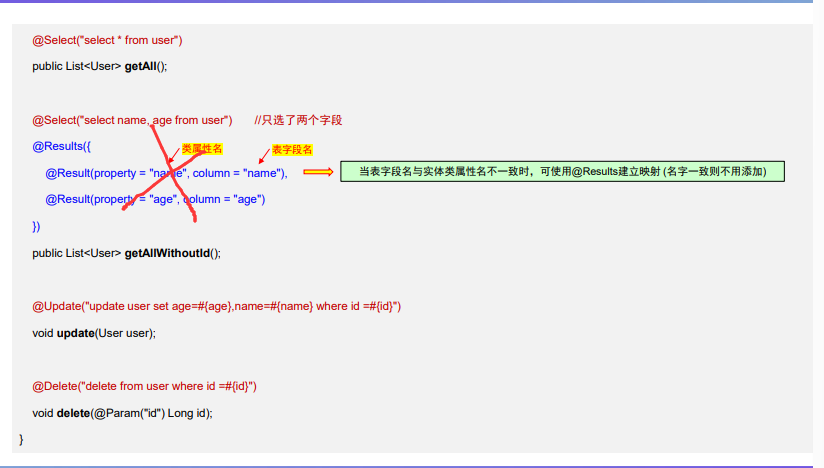 @Select("select * from user")
public List<User> getAll();
@Select("select name, age from user") //只选了两个字段
@Results({
类属性名 表字段名
@Result(property = "name", column = "name"),
当表字段名与实体类属性名不一致时，可使用@Results建立映射 (名字一致则不用添加)
@Result(property = "age", column = "age")
})
public List<User> getAllWithoutId();
@Update("update user set age=#{age},name=#{name} where id =#{id}")
void update(User user);
@Delete("delete from user where id =#{id}")
void delete(@Param("id") Long id);
}